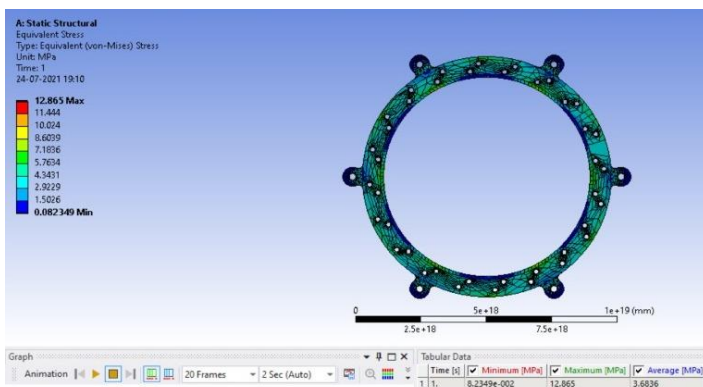 A: Static Structural
Equivalent Stress
Type: Equivalent (von-Mises) Stress
Unit: MPa
Time: 1
24-07-2021 19:10
12.865 Max
11.444
10.024
8.6039
7.1836
5.7634
4.3431
2.9229
1.5026
0.082349 Min
0 5e+18 1e+19 (mm)
2.5e+18 7.5e+18
Graph
Animation 20 Frames 2 Sec (Auto)
Tabular Data
Time [s] Minimum [MPa] Maximum [MPa] Average [MPa]
1 1. 8.2349e-002 12.865 3.6836